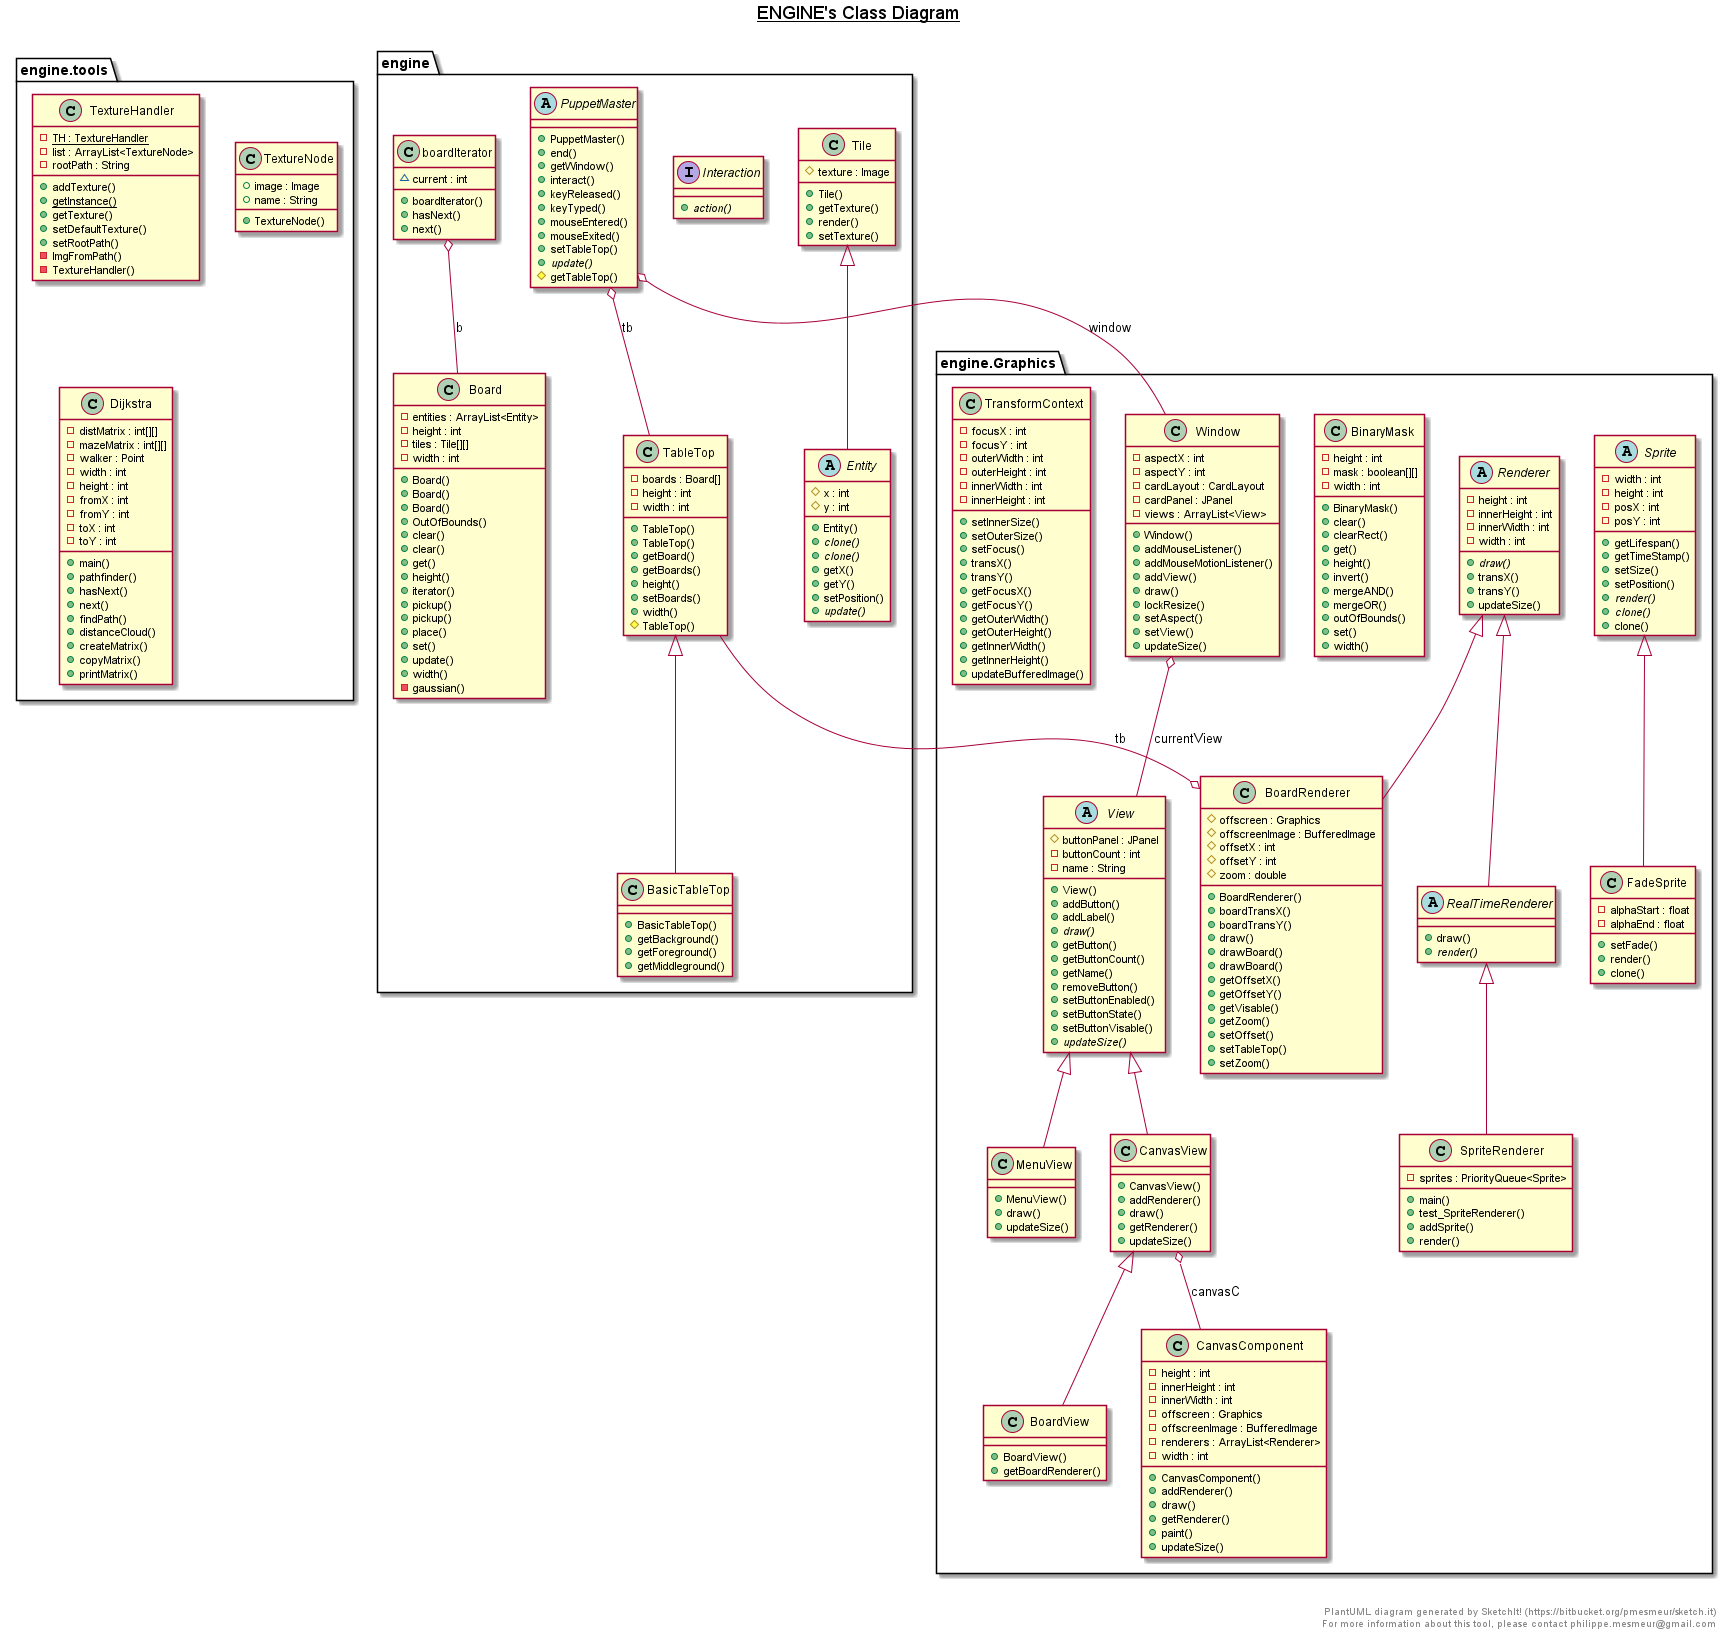 ENGINE's Class Diagram
engine.tools
C TextureHandler
TH : TextureHandler
list : ArrayList<TextureNode>
rootPath : String
addTexture()
getInstance()
getTexture()
setDefaultTexture()
setRootPath()
ImgFromPath()
TextureHandler()
C TextureNode
image : Image
name : String
TextureNode()
C Dijkstra
distMatrix : int[][]
mazeMatrix : int[][]
walker : Point
width : int
height : int
fromX : int
fromY : int
toX : int
toY : int
main()
pathfinder()
hasNext()
next()
findPath()
distanceCloud()
createMatrix()
copyMatrix()
printMatrix()
engine
C boardIterator
current : int
boardIterator()
hasNext()
next()
A PuppetMaster
PuppetMaster()
end()
getWindow()
interact()
keyReleased()
keyTyped()
mouseEntered()
mouseExited()
setTableTop()
update()
getTableTop()
I Interaction
action()
C Tile
texture : Image
Tile()
getTexture()
render()
setTexture()
b
tb
window
C Board
entities : ArrayList<Entity>
height : int
tiles : Tile[][]
width : int
Board()
Board()
Board()
OutOfBounds()
clear()
clear()
get()
height()
iterator()
pickup()
pickup()
place()
set()
update()
width()
gaussian()
C TableTop
boards : Board[]
height : int
width : int
TableTop()
TableTop()
getBoard()
getBoards()
height()
setBoards()
width()
TableTop()
A Entity
x : int
y : int
Entity()
clone()
clone()
getX()
getY()
setPosition()
update()
C BasicTableTop
BasicTableTop()
getBackground()
getForeground()
getMiddleground()
engine.Graphics
C TransformContext
focusX : int
focusY : int
outerWidth : int
outerHeight : int
innerWidth : int
innerHeight : int
setInnerSize()
setOuterSize()
setFocus()
transX()
transY()
getFocusX()
getFocusY()
getOuterWidth()
getOuterHeight()
getInnerWidth()
getInnerHeight()
updateBufferedImage()
C Window
aspectX : int
aspectY : int
cardLayout : CardLayout
cardPanel : JPanel
views : ArrayList<View>
Window()
addMouseListener()
addMouseMotionListener()
addView()
draw()
lockResize()
setAspect()
setView()
updateSize()
C BinaryMask
height : int
mask : boolean[][]
width : int
BinaryMask()
clear()
clearRect()
get()
height()
invert()
mergeAND()
mergeOR()
outOfBounds()
set()
width()
A Renderer
height : int
innerHeight : int
innerWidth : int
width : int
draw()
transX()
transY()
updateSize()
A Sprite
width : int
height : int
posX : int
posY : int
getLifespan()
getTimeStamp()
setSize()
setPosition()
render()
clone()
clone()
tb
currentView
A View
buttonPanel : JPanel
buttonCount : int
name : String
View()
addButton()
addLabel()
draw()
getButton()
getButtonCount()
getName()
removeButton()
setButtonEnabled()
setButtonState()
setButtonVisable()
updateSize()
C BoardRenderer
offscreen : Graphics
offscreenImage : BufferedImage
offsetX : int
offsetY : int
zoom : double
BoardRenderer()
boardTransX()
boardTransY()
draw()
drawBoard()
drawBoard()
getOffsetX()
getOffsetY()
getVisable()
getZoom()
setOffset()
setTableTop()
setZoom()
A RealTimeRenderer
draw()
render()
C FadeSprite
alphaStart : float
alphaEnd : float
setFade()
render()
clone()
C MenuView
MenuView()
draw()
updateSize()
C CanvasView
CanvasView()
addRenderer()
draw()
getRenderer()
updateSize()
C SpriteRenderer
sprites : PriorityQueue<Sprite>
main()
test_SpriteRenderer()
addSprite()
render()
canvasC
C BoardView
BoardView()
getBoardRenderer()
C CanvasComponent
height : int
innerHeight : int
innerWidth : int
offscreen : Graphics
offscreenImage : BufferedImage
renderers : ArrayList<Renderer>
width : int
CanvasComponent()
addRenderer()
draw()
getRenderer()
paint()
updateSize()
PlantUML diagram generated by SketchIt! (https://bitbucket.org/pmesmeur/sketch.it)
For more information about this tool, please contact philippe.mesmeur@gmail.com